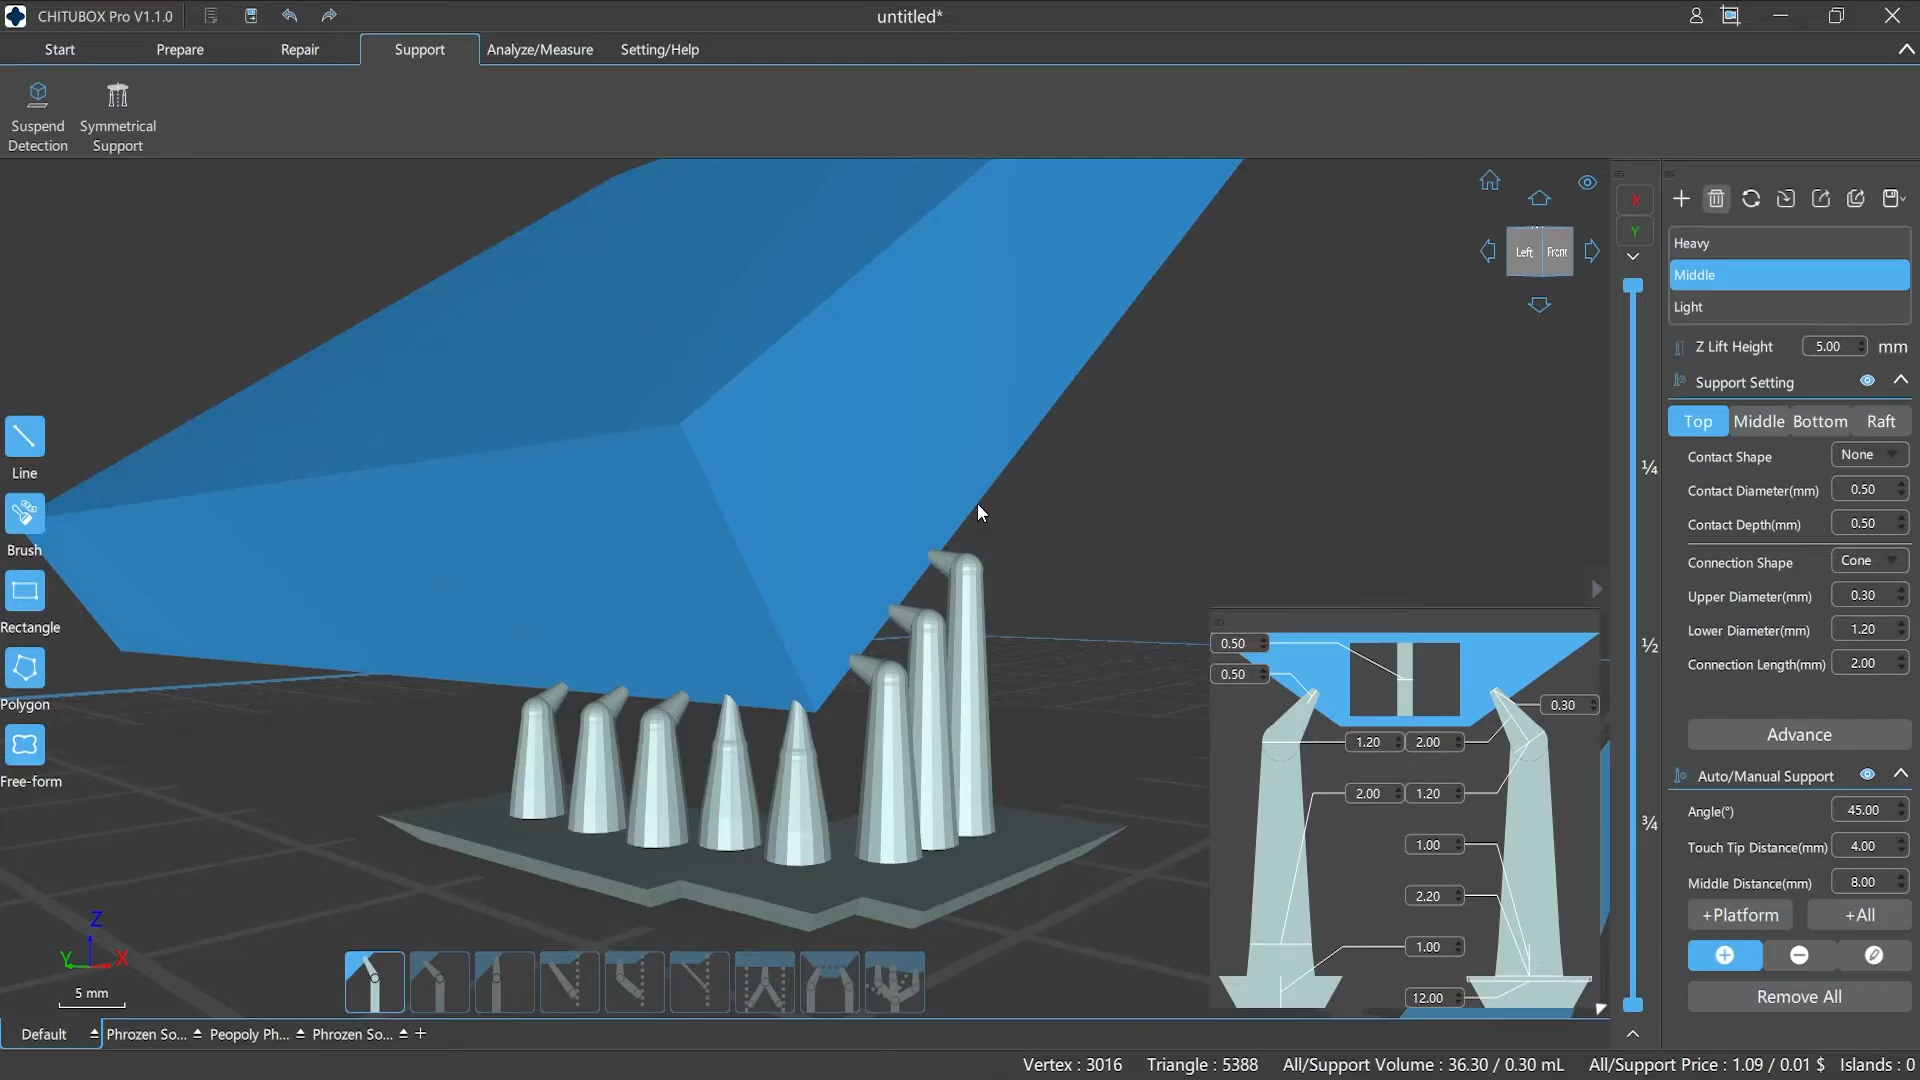 CHITUBOX Pro V1.1.0
untitled*
Start Prepare Repair Support Analyze/Measure Setting/Help
Suspend Detection
Symmetrical Support
Line
Brush
Rectangle
Polygon
Free-form
Left Front
X
Y
1/4
1/2
3/4
Heavy
Middle
Light
Z Lift Height 5.00 mm
Support Setting
Top Middle Bottom Raft
Contact Shape None
Contact Diameter(mm) 0.50
Contact Depth(mm) 0.50
Connection Shape Cone
Upper Diameter(mm) 0.30
Lower Diameter(mm) 1.20
Connection Length(mm) 2.00
Advance
Auto/Manual Support
Angle(°) 45.00
Touch Tip Distance(mm) 4.00
Middle Distance(mm) 8.00
+Platform +All
Remove All
0.50
0.50
0.30
1.20 2.00
2.00 1.20
1.00
2.20
1.00
12.00
Z
Y X
5 mm
Default Phrozen So... Peopoly Ph... Phrozen So... +
Vertex : 3016 Triangle : 5388 All/Support Volume : 36.30 / 0.30 mL All/Support Price : 1.09 / 0.01 $ Islands : 0